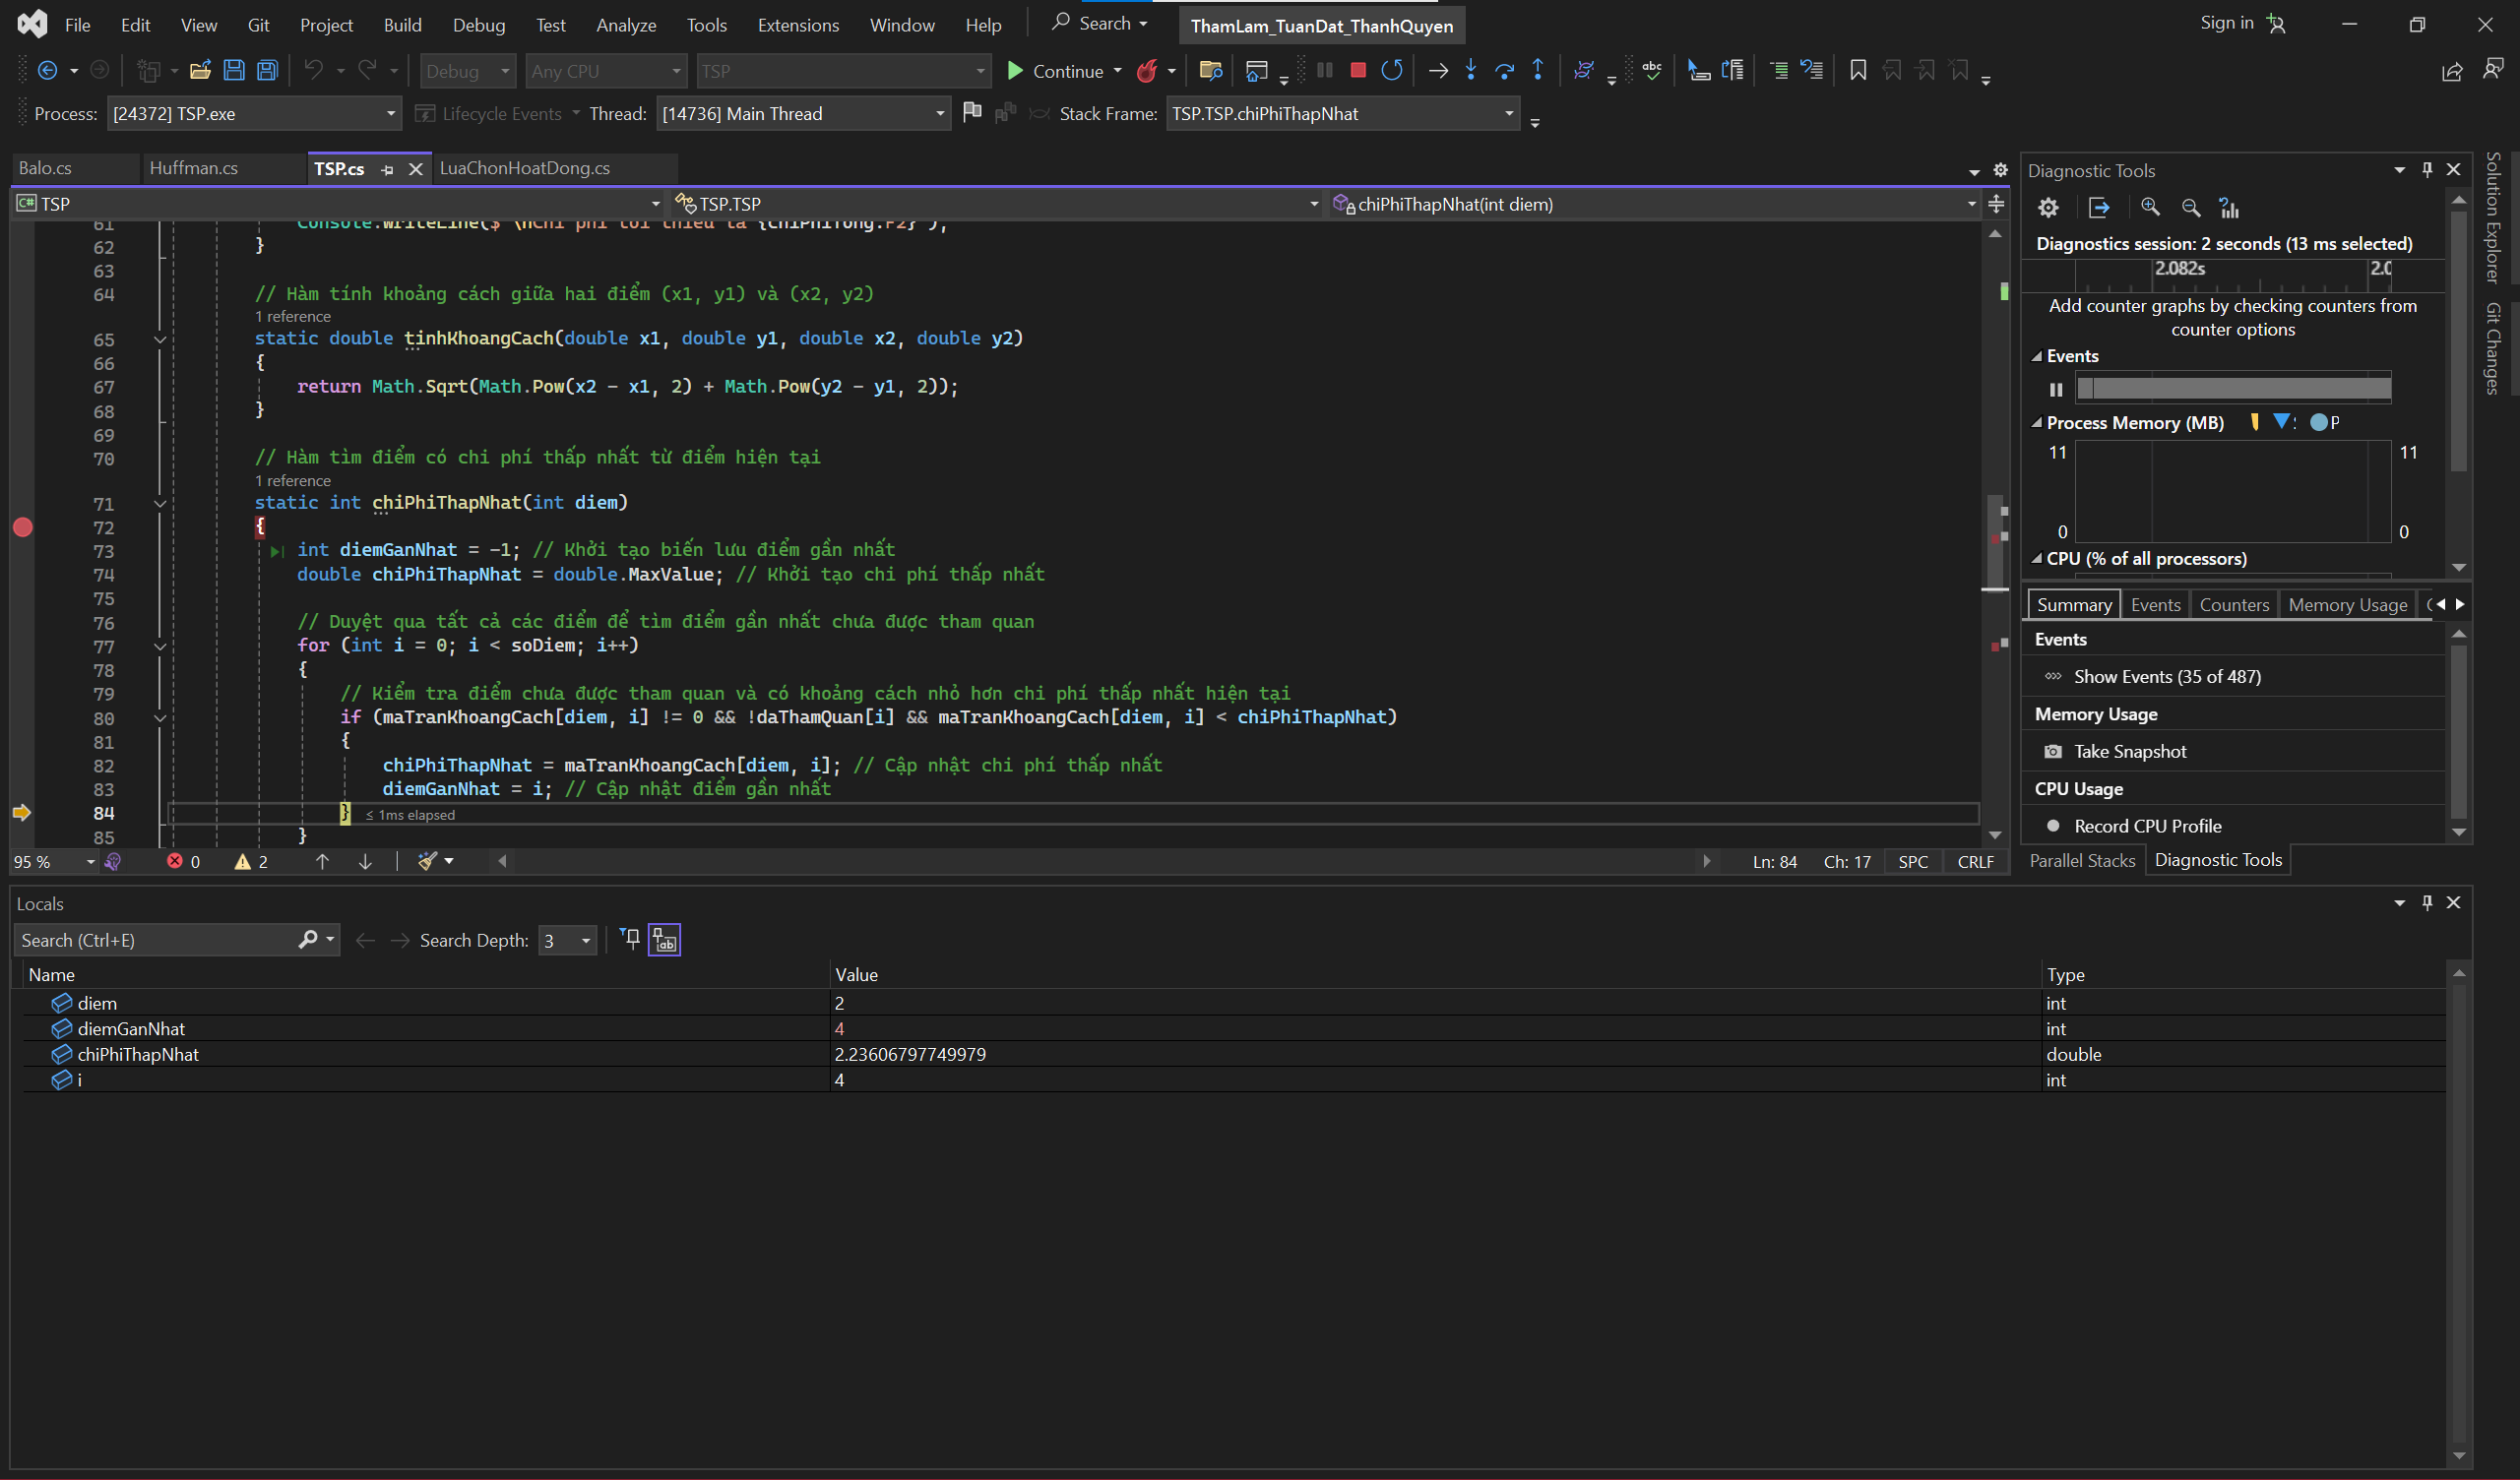 File Edit View Git Project Build Debug Test Analyze Tools Extensions Window Help Search ThamLam_TuanDat_ThanhQuyen Sign in
Debug Any CPU TSP Continue
Process: [24372] TSP.exe Lifecycle Events Thread: [14736] Main Thread Stack Frame: TSP.TSP.chiPhiThapNhat
Balo.cs Huffman.cs TSP.cs LuaChonHoatDong.cs
TSP TSP.TSP chiPhiThapNhat(int diem)
61 Console.WriteLine($"\nChi phí tối thiểu là {chiPhiTong:F2}");
62 }
63
64 // Hàm tính khoảng cách giữa hai điểm (x1, y1) và (x2, y2)
1 reference
65 static double tinhKhoangCach(double x1, double y1, double x2, double y2)
66 {
67 return Math.Sqrt(Math.Pow(x2 - x1, 2) + Math.Pow(y2 - y1, 2));
68 }
69
70 // Hàm tìm điểm có chi phí thấp nhất từ điểm hiện tại
1 reference
71 static int chiPhiThapNhat(int diem)
72 {
73 int diemGanNhat = -1; // Khởi tạo biến lưu điểm gần nhất
74 double chiPhiThapNhat = double.MaxValue; // Khởi tạo chi phí thấp nhất
75
76 // Duyệt qua tất cả các điểm để tìm điểm gần nhất chưa được tham quan
77 for (int i = 0; i < soDiem; i++)
78 {
79 // Kiểm tra điểm chưa được tham quan và có khoảng cách nhỏ hơn chi phí thấp nhất hiện tại
80 if (maTranKhoangCach[diem, i] != 0 && !daThamQuan[i] && maTranKhoangCach[diem, i] < chiPhiThapNhat)
81 {
82 chiPhiThapNhat = maTranKhoangCach[diem, i]; // Cập nhật chi phí thấp nhất
83 diemGanNhat = i; // Cập nhật điểm gần nhất
84 } ≤ 1ms elapsed
85 }
95 % 0 2 Ln: 84 Ch: 17 SPC CRLF
Diagnostic Tools
Diagnostics session: 2 seconds (13 ms selected)
2.082s 2.0
Add counter graphs by checking counters from
counter options
Events
Process Memory (MB) P
11 11
0 0
CPU (% of all processors)
Summary Events Counters Memory Usage
Events
Show Events (35 of 487)
Memory Usage
Take Snapshot
CPU Usage
Record CPU Profile
Parallel Stacks Diagnostic Tools
Solution Explorer
Git Changes
Locals
Search (Ctrl+E) Search Depth: 3
Name Value Type
diem 2 int
diemGanNhat 4 int
chiPhiThapNhat 2.23606797749979 double
i 4 int